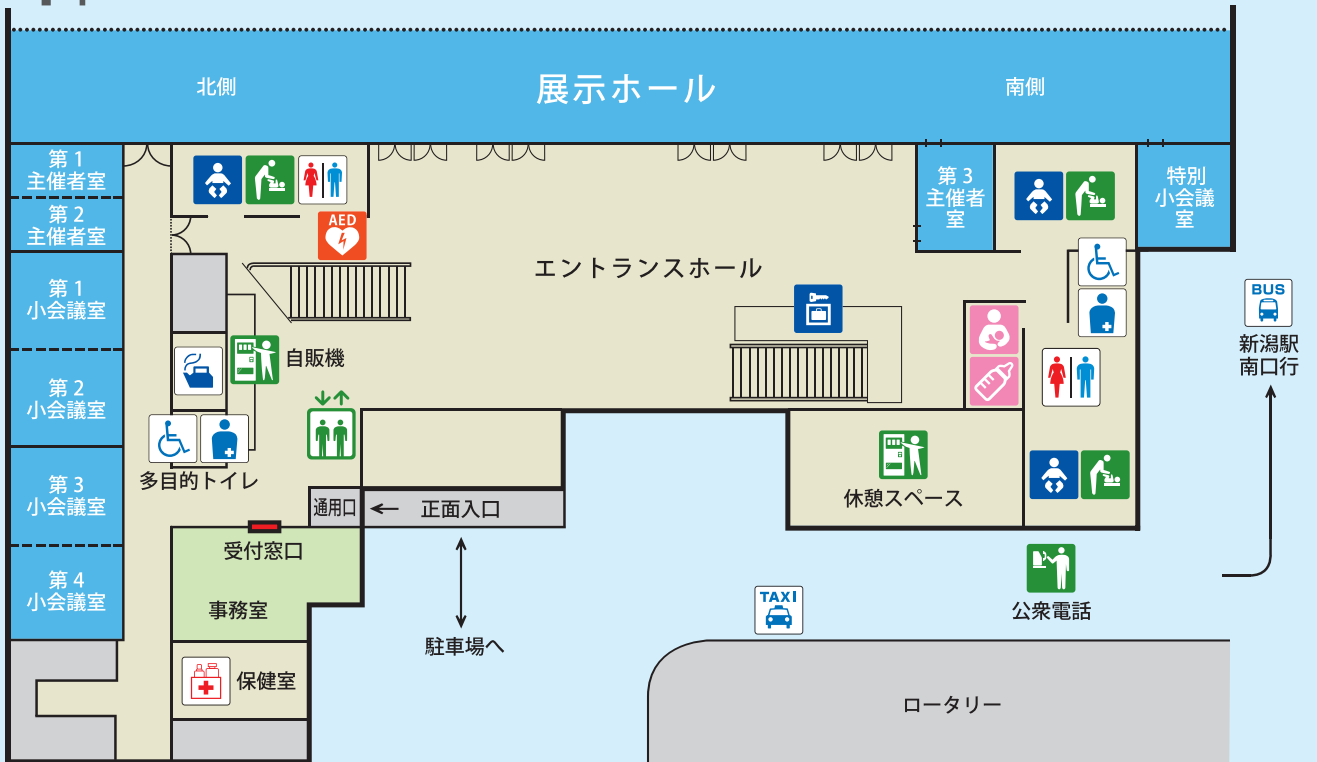 北側
展示ホール
南側
第1
主催者室
第2
主催者室
第3
主催者
室
特別
小会議
室
AED
エントランスホール
第1
小会議室
BUS
新潟駅
南口行
自販機
第2
小会議室
多目的トイレ
第3
小会議室
休憩スペース
通用口
← 正面入口
受付窓口
第4
小会議室
事務室
TAXI
公衆電話
駐車場へ
保健室
ロータリー